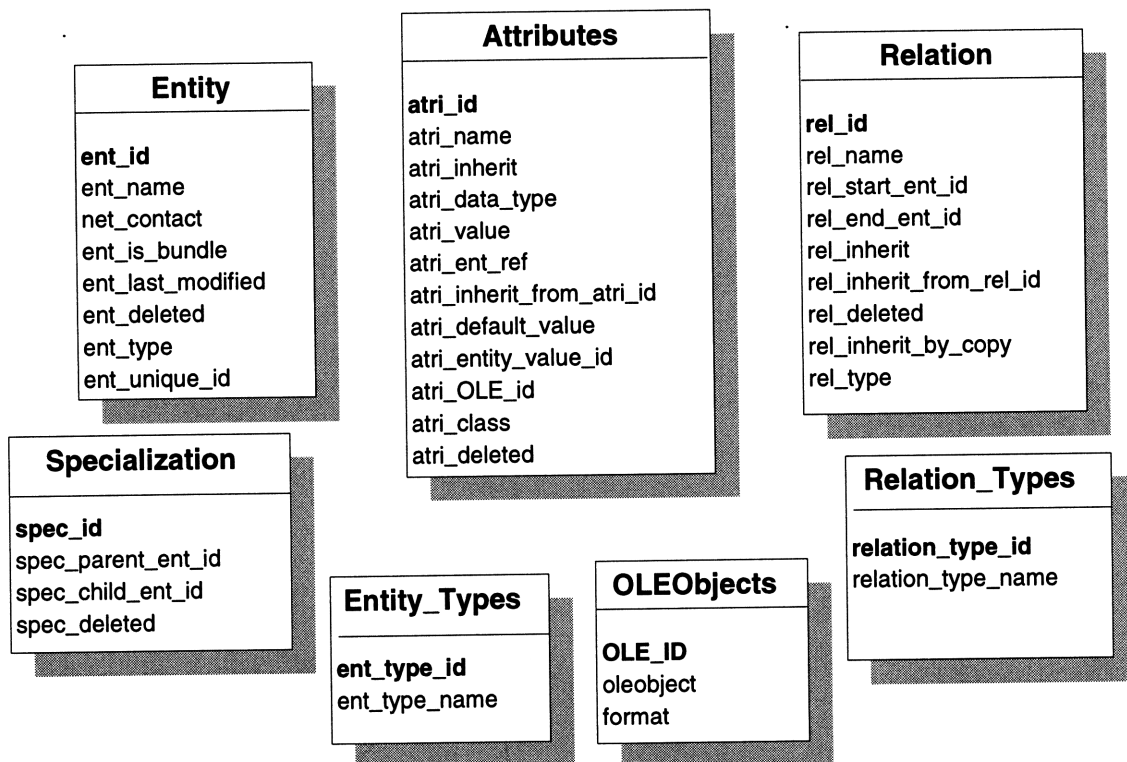 Entity
ent_id
ent_name
net_contact
ent_is_bundle
ent_last_modified
ent_deleted
ent_type
ent_unique_id
Attributes
atri_id
atri_name
atri_inherit
atri_data_type
atri_value
atri_ent_ref
atri_inherit_from_atri_id
atri_default_value
atri_entity_value_id
atri_OLE_id
atri_class
atri_deleted
Relation
rel_id
rel_name
rel_start_ent_id
rel_end_ent_id
rel_inherit
rel_inherit_from_rel_id
rel_deleted
rel_inherit_by_copy
rel_type
Specialization
spec_id
spec_parent_ent_id
spec_child_ent_id
spec_deleted
Entity_Types
ent_type_id
ent_type_name
OLEObjects
OLE_ID
oleobject
format
Relation_Types
relation_type_id
relation_type_name